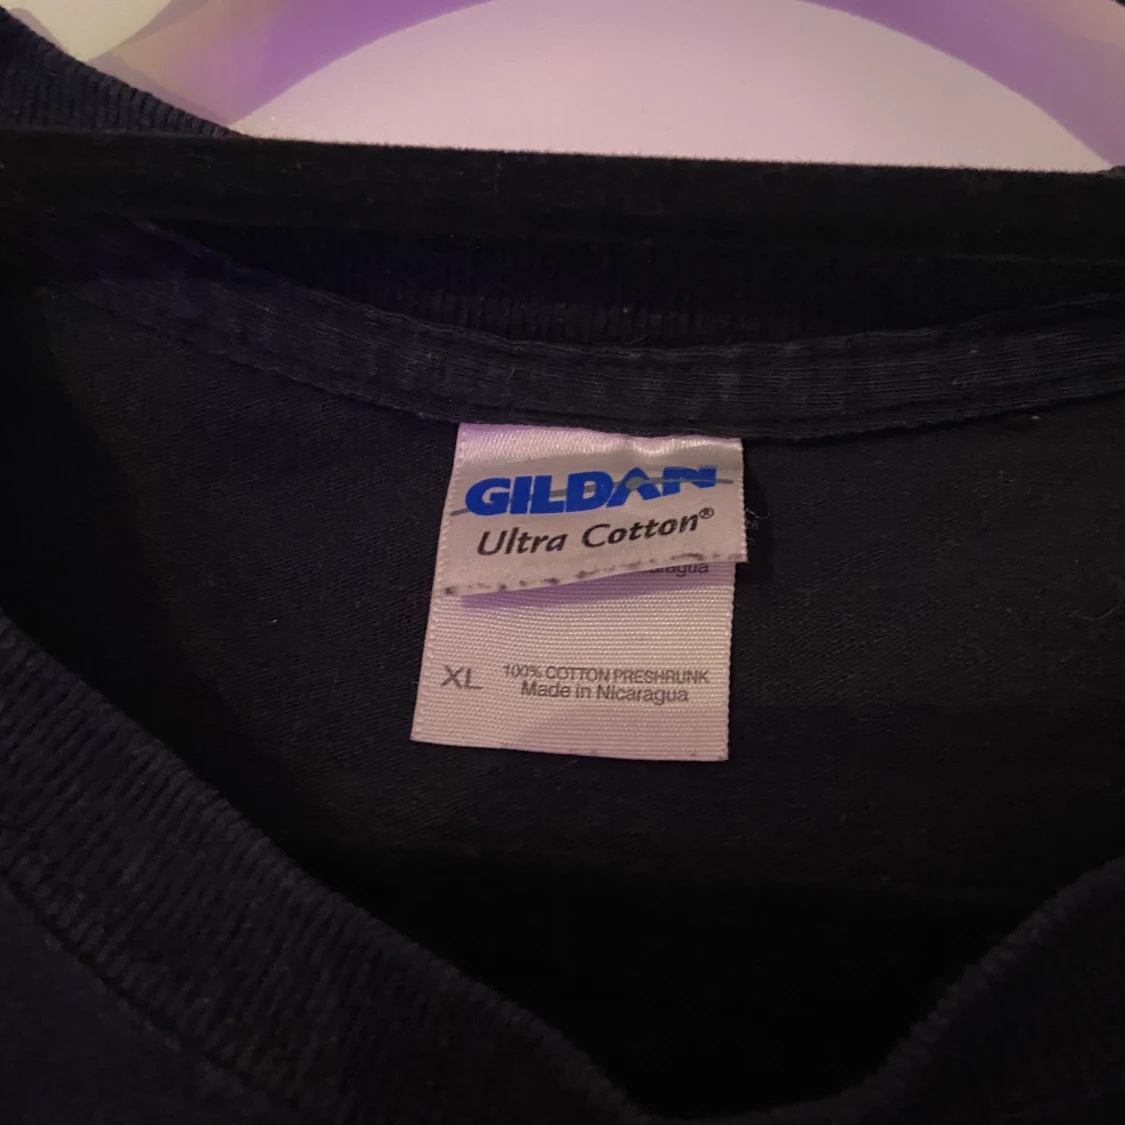 GILDAN
Ultra Cotton®
XL
100% COTTON PRESHRUNK
Made in Nicaragua